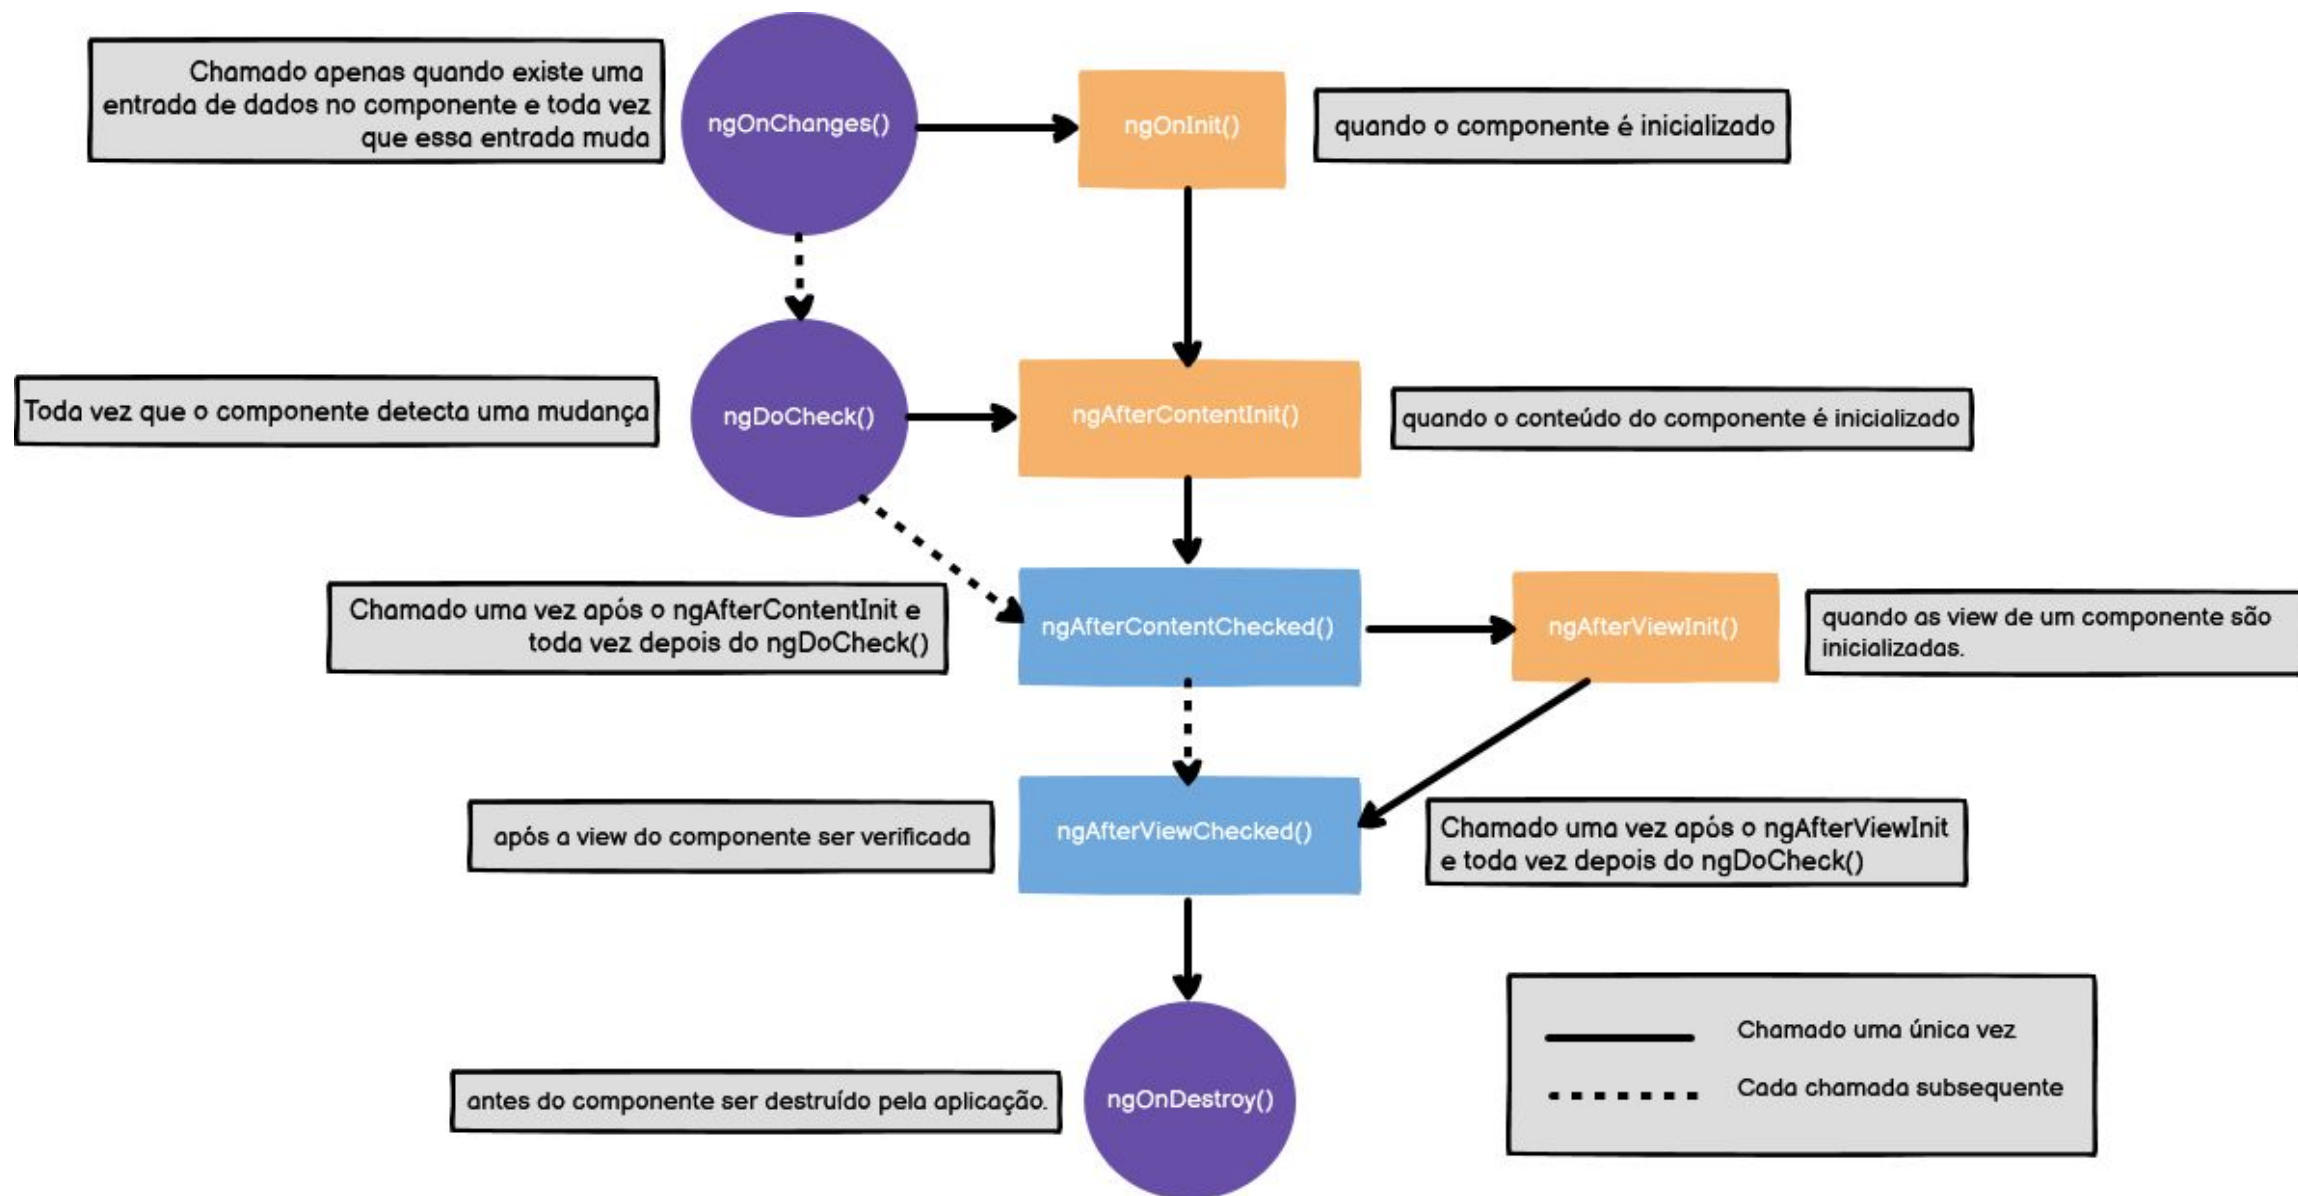 Chamado apenas quando existe uma
entrada de dados no componente e toda vez
que essa entrada muda
ngOnChanges()
ngOnInit()
quando o componente é inicializado
Toda vez que o componente detecta uma mudança
ngDoCheck()
ngAfterContentInit()
quando o conteúdo do componente é inicializado
Chamado uma vez após o ngAfterContentInit e
toda vez depois do ngDoCheck()
ngAfterContentChecked()
ngAfterViewInit()
quando as view de um componente são
inicializadas.
após a view do componente ser verificada
ngAfterViewChecked()
Chamado uma vez após o ngAfterViewInit
e toda vez depois do ngDoCheck()
antes do componente ser destruído pela aplicação.
ngOnDestroy()
Chamado uma única vez
Cada chamada subsequente